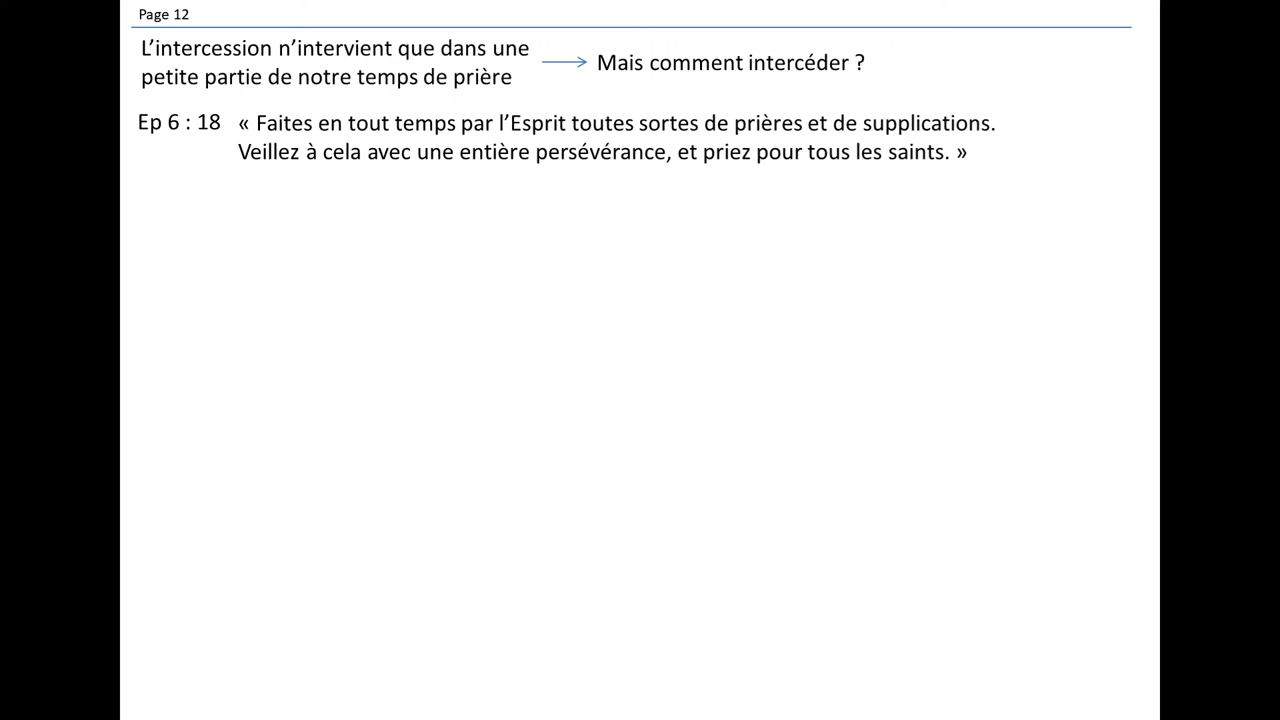 Page 12
L’intercession n’intervient que dans une
petite partie de notre temps de prière
Mais comment intercéder ?
Ep 6 : 18 « Faites en tout temps par l’Esprit toutes sortes de prières et de supplications.
Veillez à cela avec une entière persévérance, et priez pour tous les saints. »